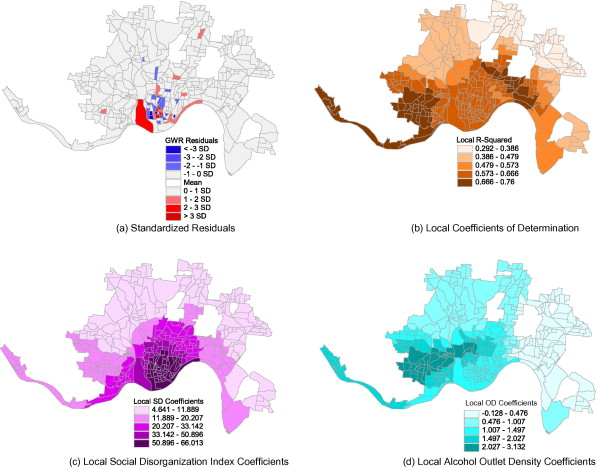 GWR Residuals
< -3 SD
-3 - -2 SD
-2 - -1 SD
-1 - 0 SD
Mean
0 - 1 SD
1 - 2 SD
2 - 3 SD
> 3 SD
(a) Standardized Residuals
Local R-Squared
0.292 - 0.386
0.386 - 0.479
0.479 - 0.573
0.573 - 0.666
0.666 - 0.76
(b) Local Coefficients of Determination
Local SD Coefficients
4.641 - 11.889
11.889 - 20.207
20.207 - 33.142
33.142 - 50.896
50.896 - 66.013
(c) Local Social Disorganization Index Coefficients
Local OD Coefficients
-0.128 - 0.476
0.476 - 1.007
1.007 - 1.497
1.497 - 2.027
2.027 - 3.132
(d) Local Alcohol Outlet Density Coefficients